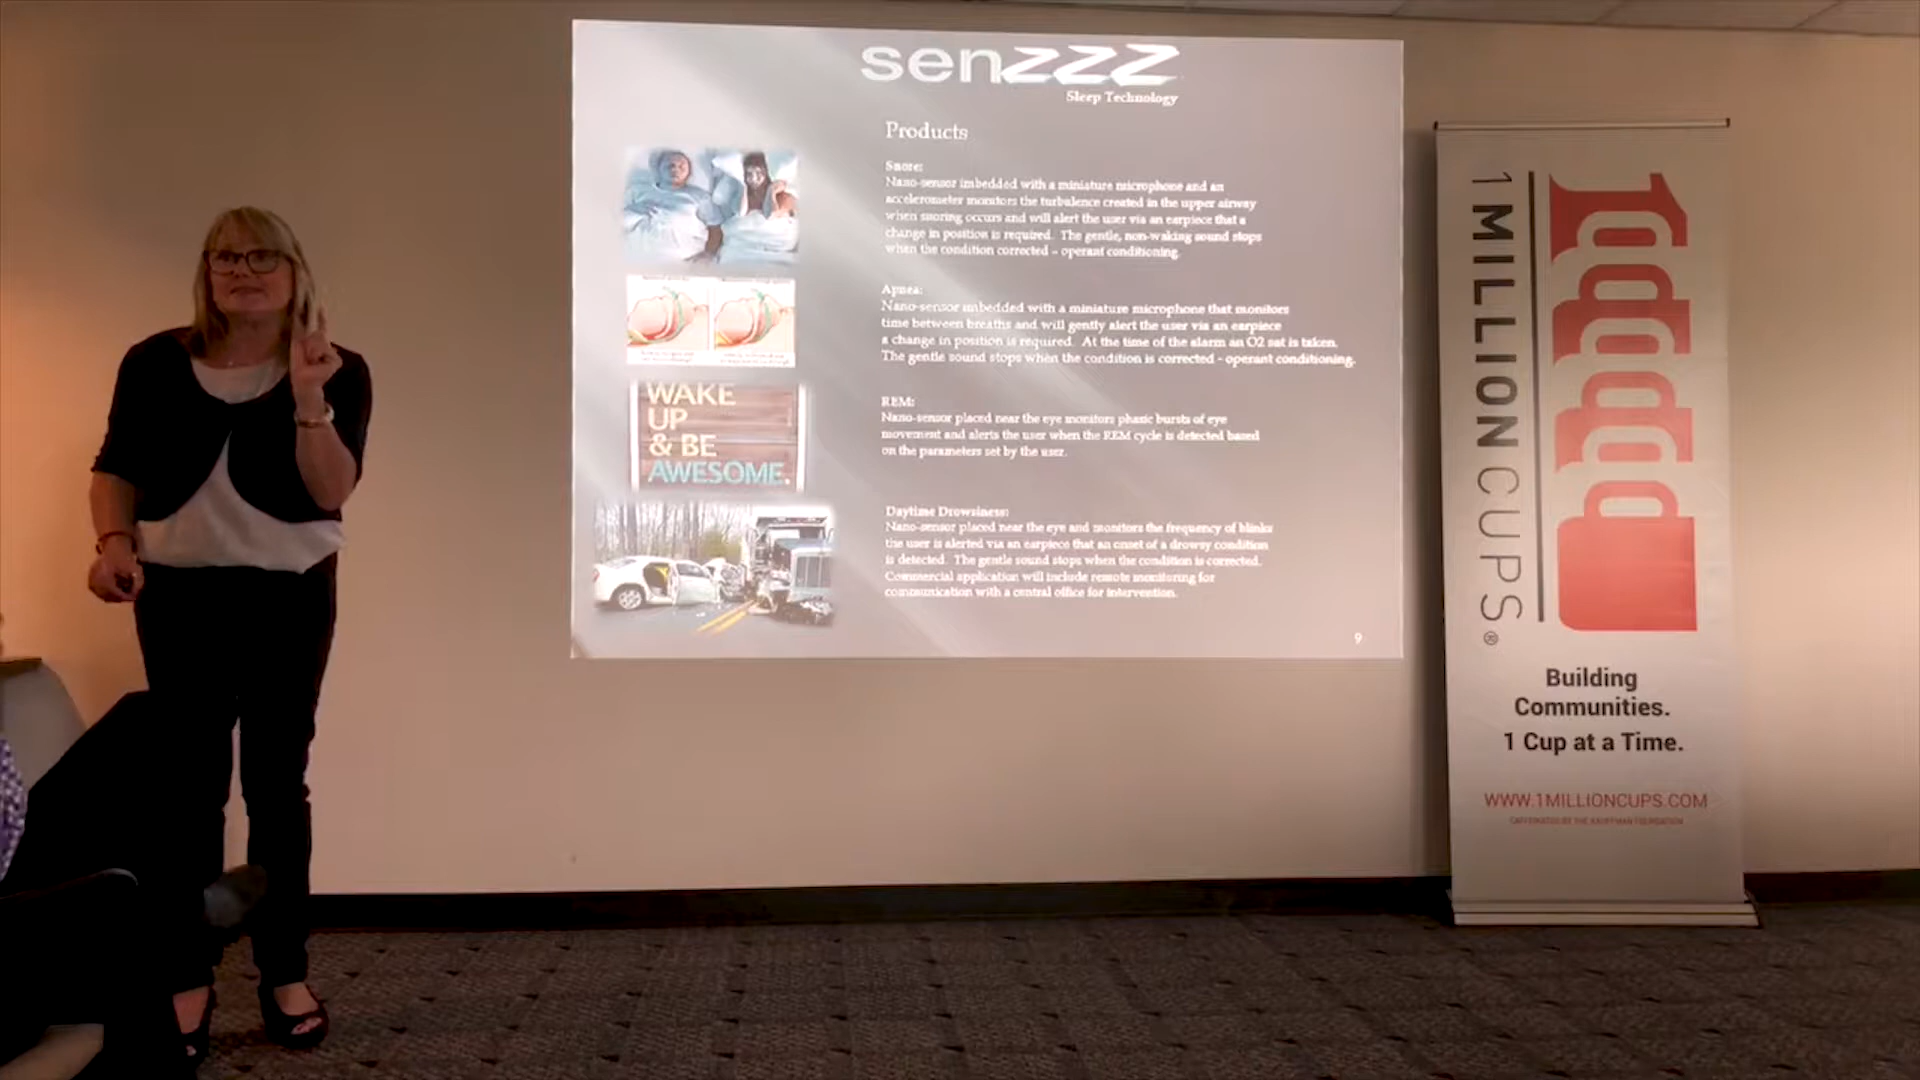 senzzz
Sleep Technology
Products
Snore:
Nano-sensor imbedded with a miniature microphone and an
accelerometer monitors the turbulence created in the upper airway
when snoring occurs and will alert the user via an earpiece that a
change in position is required. The gentle, non-waking sound stops
when the condition corrected - operant conditioning.
Apnea:
Nano-sensor imbedded with a miniature microphone that monitors
time between breaths and will gently alert the user via an earpiece
a change in position is required. At the time of the alarm an O2 sat is taken.
The gentle sound stops when the condition is corrected - operant conditioning.
WAKE
UP
& BE
AWESOME.
REM:
Nano-sensor placed near the eye monitors phasic bursts of eye
movement and alerts the user when the REM cycle is detected based
on the parameters set by the user.
Daytime Drowsiness:
Nano-sensor placed near the eye and monitors the frequency of blinks
the user is alerted via an earpiece that an onset of a drowsy condition
is detected. The gentle sound stops when the condition is corrected.
Commercial application will include remote monitoring for
communication with a central office for intervention.
9
1 MILLION CUPS®
Building
Communities.
1 Cup at a Time.
WWW.1MILLIONCUPS.COM
CAFFEINATED BY THE KAUFFMAN FOUNDATION